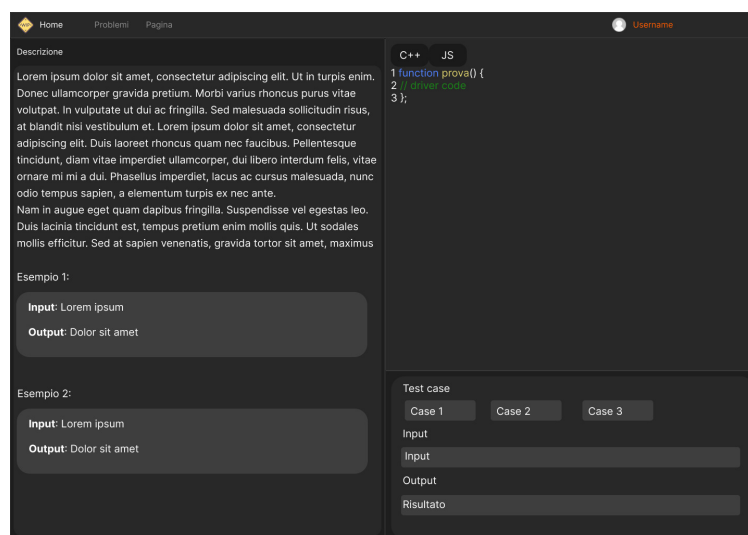 WIP
Home
Problemi
Pagina
Username
Descrizione
Lorem ipsum dolor sit amet, consectetur adipiscing elit. Ut in turpis enim.
Donec ullamcorper gravida pretium. Morbi varius rhoncus purus vitae
volutpat. In vulputate ut dui ac fringilla. Sed malesuada sollicitudin risus,
at blandit nisi vestibulum et. Lorem ipsum dolor sit amet, consectetur
adipiscing elit. Duis laoreet rhoncus quam nec faucibus. Pellentesque
tincidunt, diam vitae imperdiet ullamcorper, dui libero interdum felis, vitae
ornare mi mi a dui. Phasellus imperdiet, lacus ac cursus malesuada, nunc
odio tempus sapien, a elementum turpis ex nec ante.
Nam in augue eget quam dapibus fringilla. Suspendisse vel egestas leo.
Duis lacinia tincidunt est, tempus pretium enim mollis quis. Ut sodales
mollis efficitur. Sed at sapien venenatis, gravida tortor sit amet, maximus
Esempio 1:
Input: Lorem ipsum
Output: Dolor sit amet
Esempio 2:
Input: Lorem ipsum
Output: Dolor sit amet
C++
JS
1 function prova() {
2 // driver code
3 };
Test case
Case 1
Case 2
Case 3
Input
Input
Output
Risultato